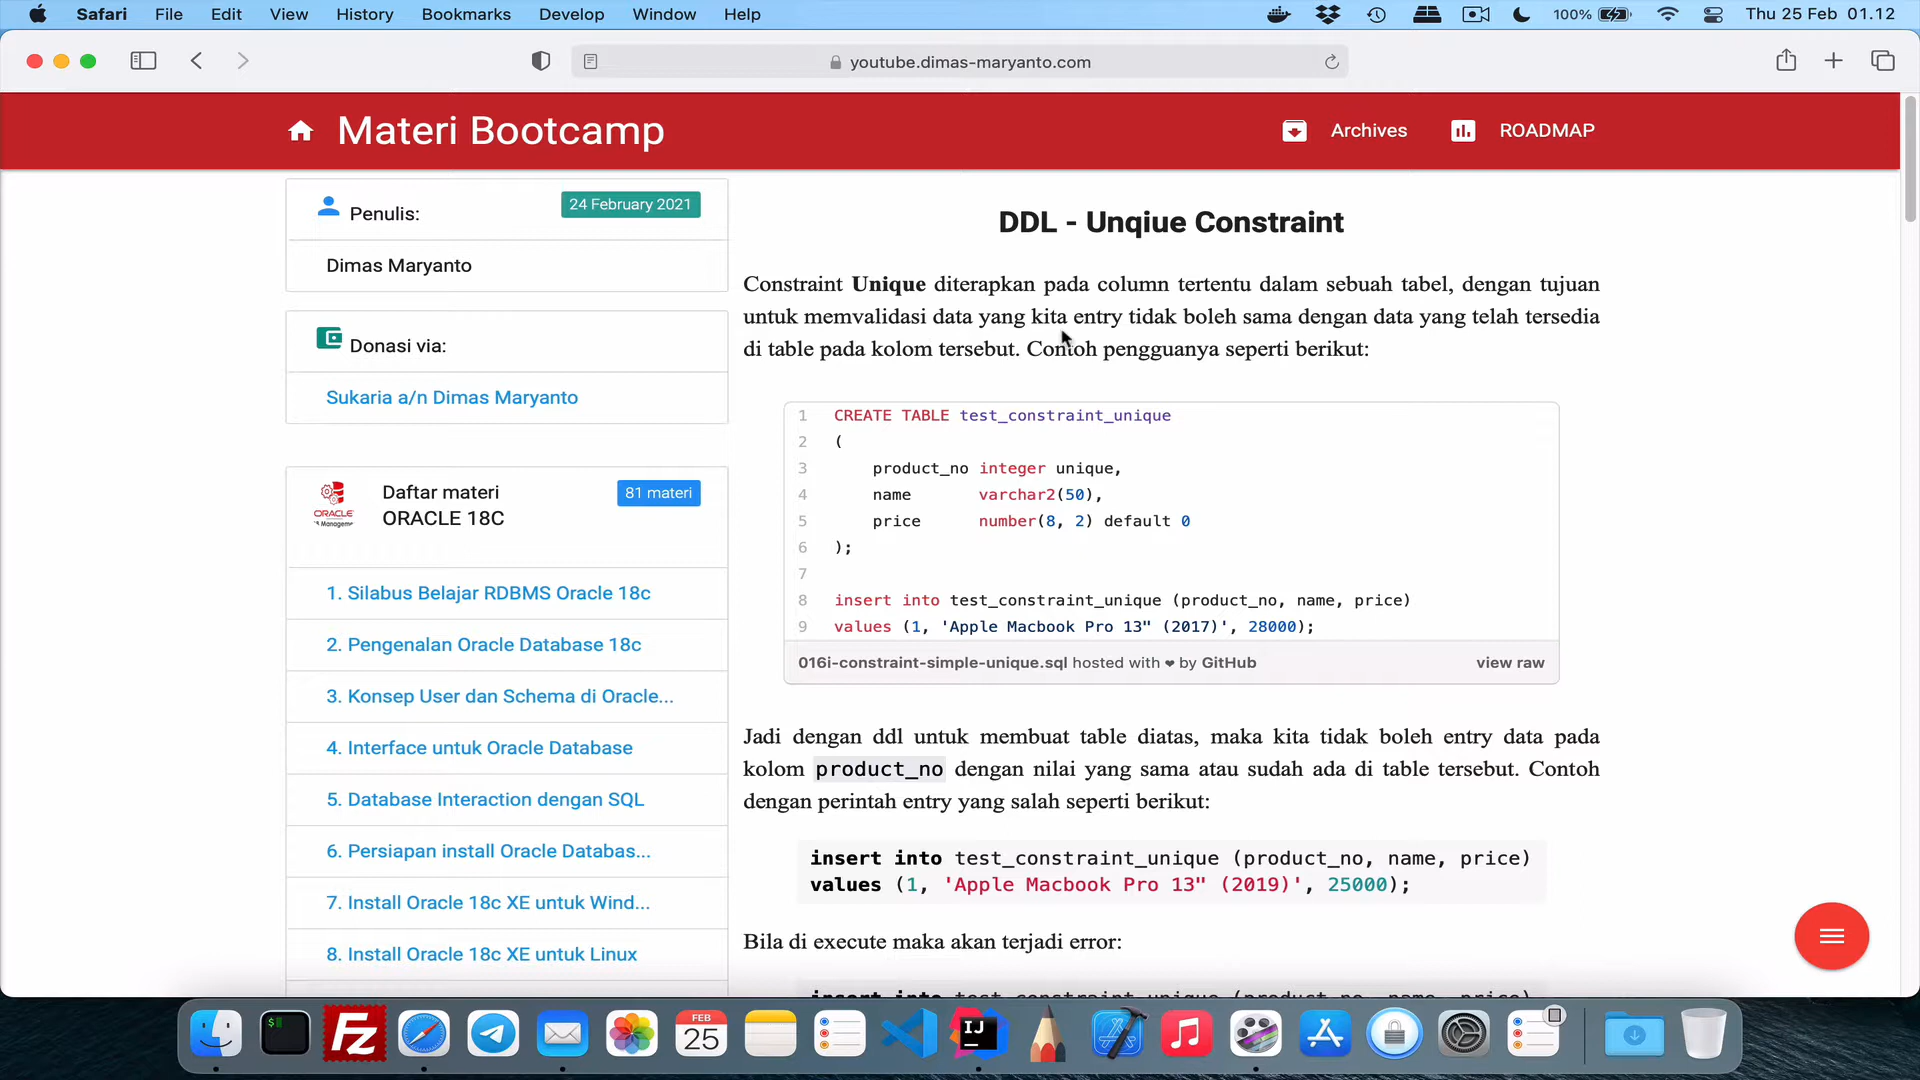 Safari File Edit View History Bookmarks Develop Window Help 100% Thu 25 Feb 01.12
youtube.dimas-maryanto.com
Materi Bootcamp Archives ROADMAP
Penulis: 24 February 2021
Dimas Maryanto
Donasi via:
Sukaria a/n Dimas Maryanto
Daftar materi 81 materi
ORACLE 18C
ORACLE
1. Silabus Belajar RDBMS Oracle 18c
2. Pengenalan Oracle Database 18c
3. Konsep User dan Schema di Oracle...
4. Interface untuk Oracle Database
5. Database Interaction dengan SQL
6. Persiapan install Oracle Databas...
7. Install Oracle 18c XE untuk Wind...
8. Install Oracle 18c XE untuk Linux
DDL - Unqiue Constraint
Constraint Unique diterapkan pada column tertentu dalam sebuah tabel, dengan tujuan
untuk memvalidasi data yang kita entry tidak boleh sama dengan data yang telah tersedia
di table pada kolom tersebut. Contoh pengguanya seperti berikut:
1 CREATE TABLE test_constraint_unique
2 (
3 product_no integer unique,
4 name varchar2(50),
5 price number(8, 2) default 0
6 );
7
8 insert into test_constraint_unique (product_no, name, price)
9 values (1, 'Apple Macbook Pro 13" (2017)', 28000);
016i-constraint-simple-unique.sql hosted with ❤ by GitHub view raw
Jadi dengan ddl untuk membuat table diatas, maka kita tidak boleh entry data pada
kolom product_no dengan nilai yang sama atau sudah ada di table tersebut. Contoh
dengan perintah entry yang salah seperti berikut:
insert into test_constraint_unique (product_no, name, price)
values (1, 'Apple Macbook Pro 13" (2019)', 25000);
Bila di execute maka akan terjadi error:
insert into test_constraint_unique (product_no, name, price)
FEB
25
IJ
Fz